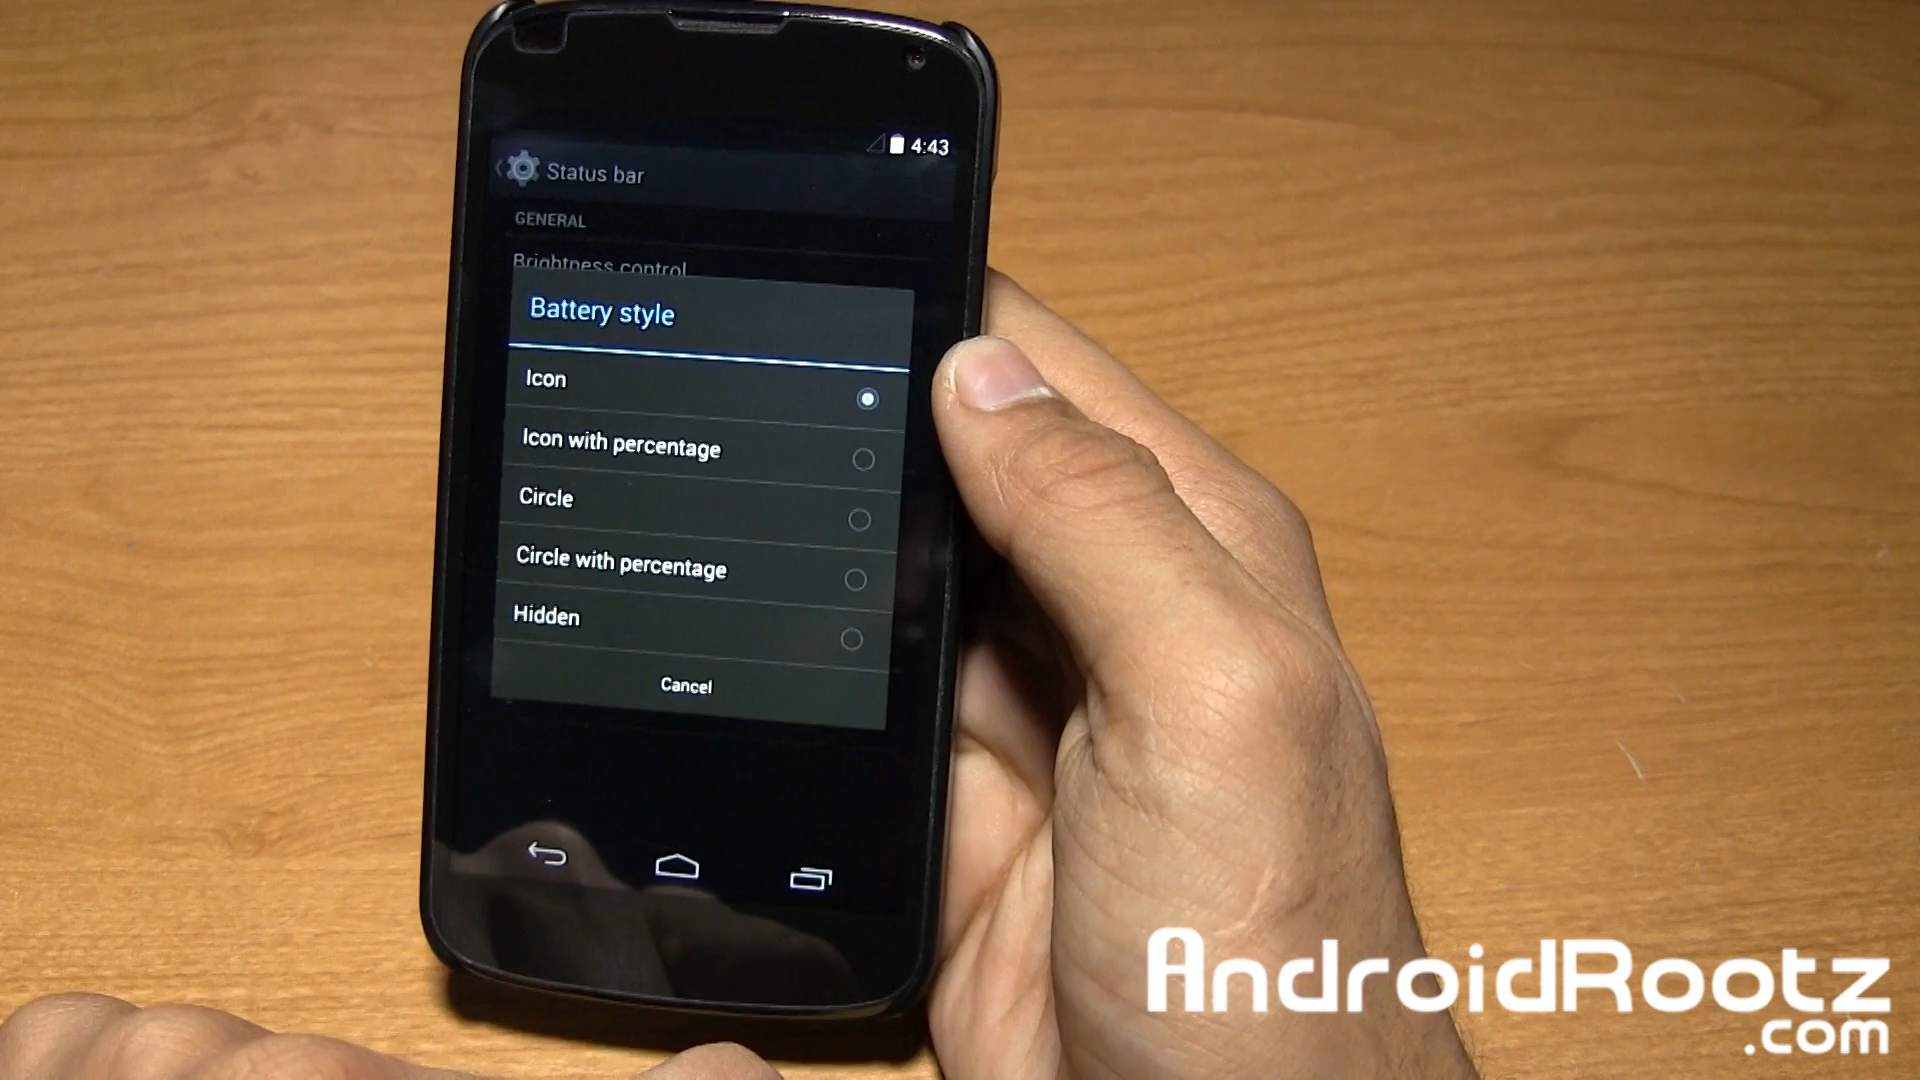 4:43
Status bar
GENERAL
Brightness control
Battery style
Icon
Icon with percentage
Circle
Circle with percentage
Hidden
Cancel
AndroidRootz
.com